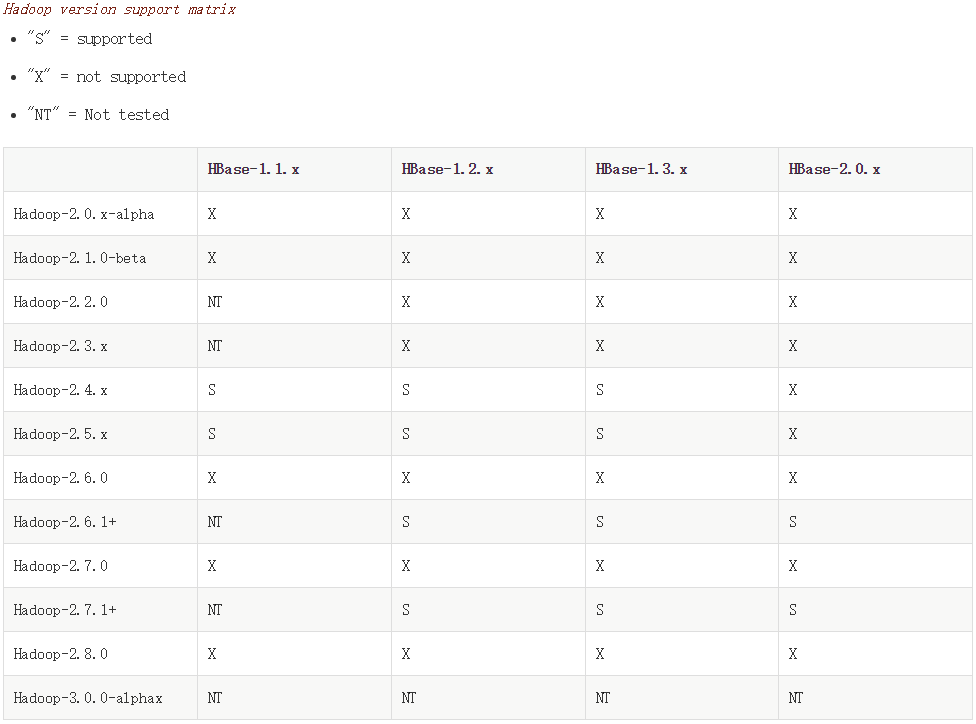 Hadoop version support matrix
"S" = supported
"X" = not supported
"NT" = Not tested
HBase-1.1.x HBase-1.2.x HBase-1.3.x HBase-2.0.x
Hadoop-2.0.x-alpha X X X X
Hadoop-2.1.0-beta X X X X
Hadoop-2.2.0 NT X X X
Hadoop-2.3.x NT X X X
Hadoop-2.4.x S S S X
Hadoop-2.5.x S S S X
Hadoop-2.6.0 X X X X
Hadoop-2.6.1+ NT S S S
Hadoop-2.7.0 X X X X
Hadoop-2.7.1+ NT S S S
Hadoop-2.8.0 X X X X
Hadoop-3.0.0-alphax NT NT NT NT